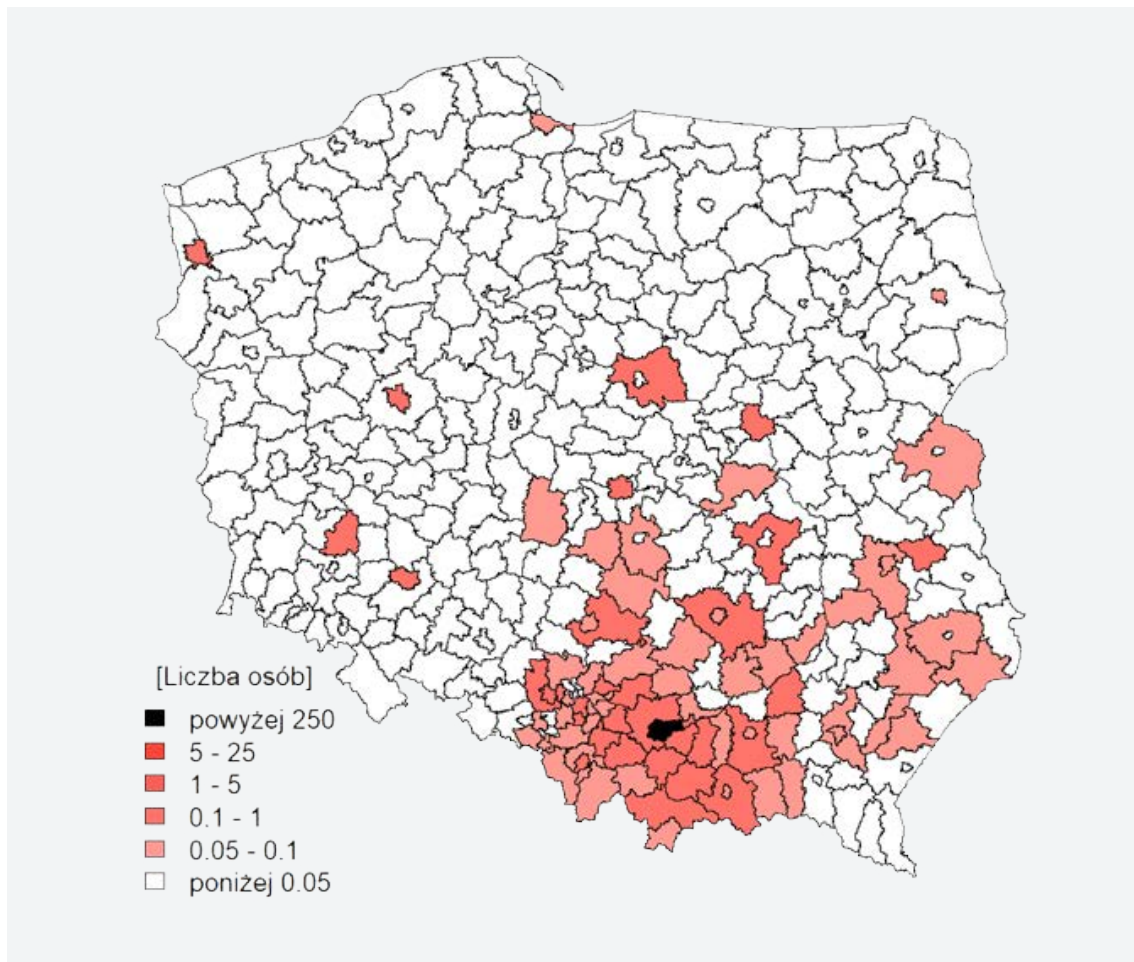 [Liczba osób]
powyżej 250
5 - 25
1 - 5
0.1 - 1
0.05 - 0.1
poniżej 0.05